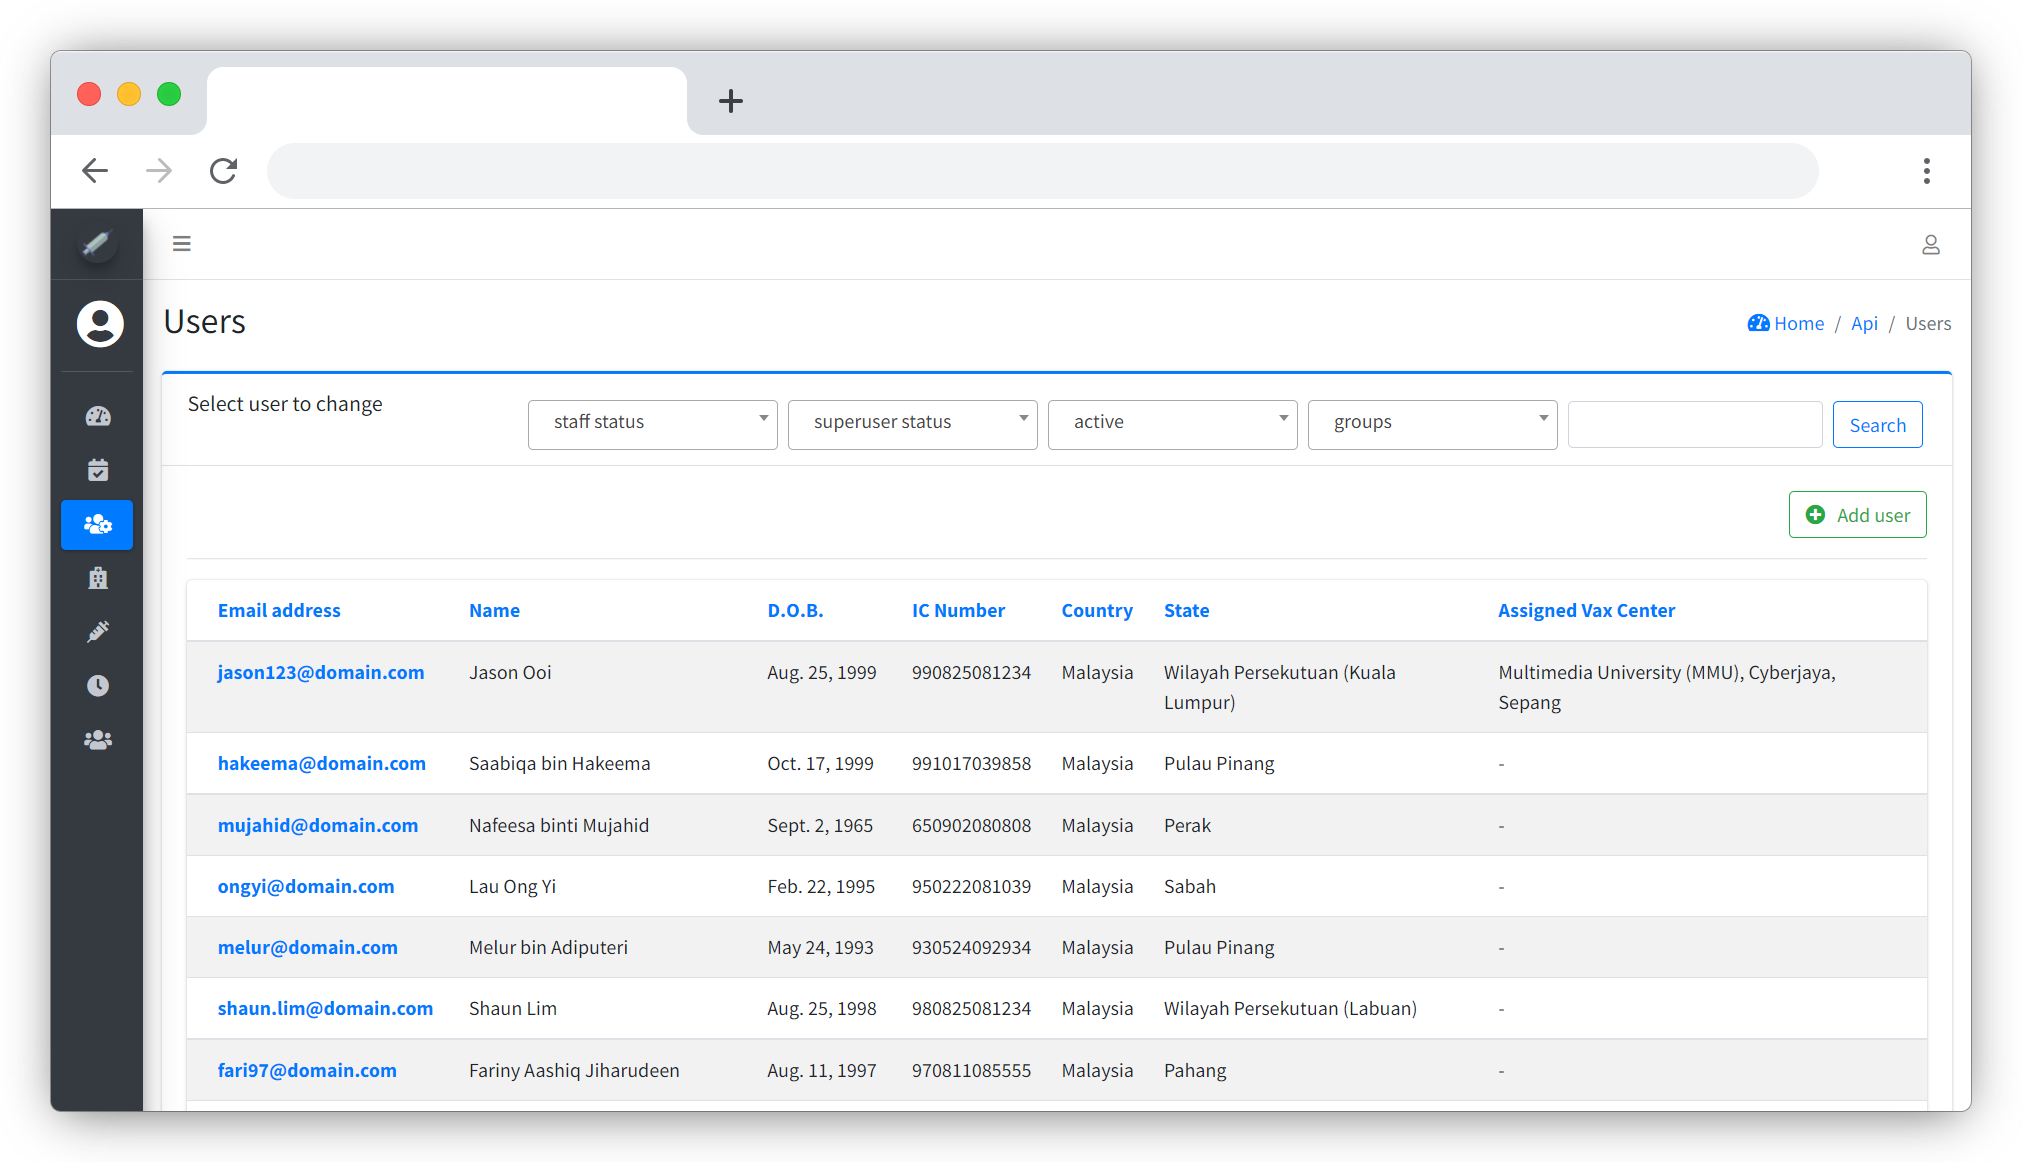 Users
Home / Api / Users
Select user to change
staff status
superuser status
active
groups
Search
Add user
Email address Name D.O.B. IC Number Country State Assigned Vax Center
jason123@domain.com Jason Ooi Aug. 25, 1999 990825081234 Malaysia Wilayah Persekutuan (Kuala Multimedia University (MMU), Cyberjaya,
Lumpur) Sepang
hakeema@domain.com Saabiqa bin Hakeema Oct. 17, 1999 991017039858 Malaysia Pulau Pinang -
mujahid@domain.com Nafeesa binti Mujahid Sept. 2, 1965 650902080808 Malaysia Perak -
ongyi@domain.com Lau Ong Yi Feb. 22, 1995 950222081039 Malaysia Sabah -
melur@domain.com Melur bin Adiputeri May 24, 1993 930524092934 Malaysia Pulau Pinang -
shaun.lim@domain.com Shaun Lim Aug. 25, 1998 980825081234 Malaysia Wilayah Persekutuan (Labuan) -
fari97@domain.com Fariny Aashiq Jiharudeen Aug. 11, 1997 970811085555 Malaysia Pahang -